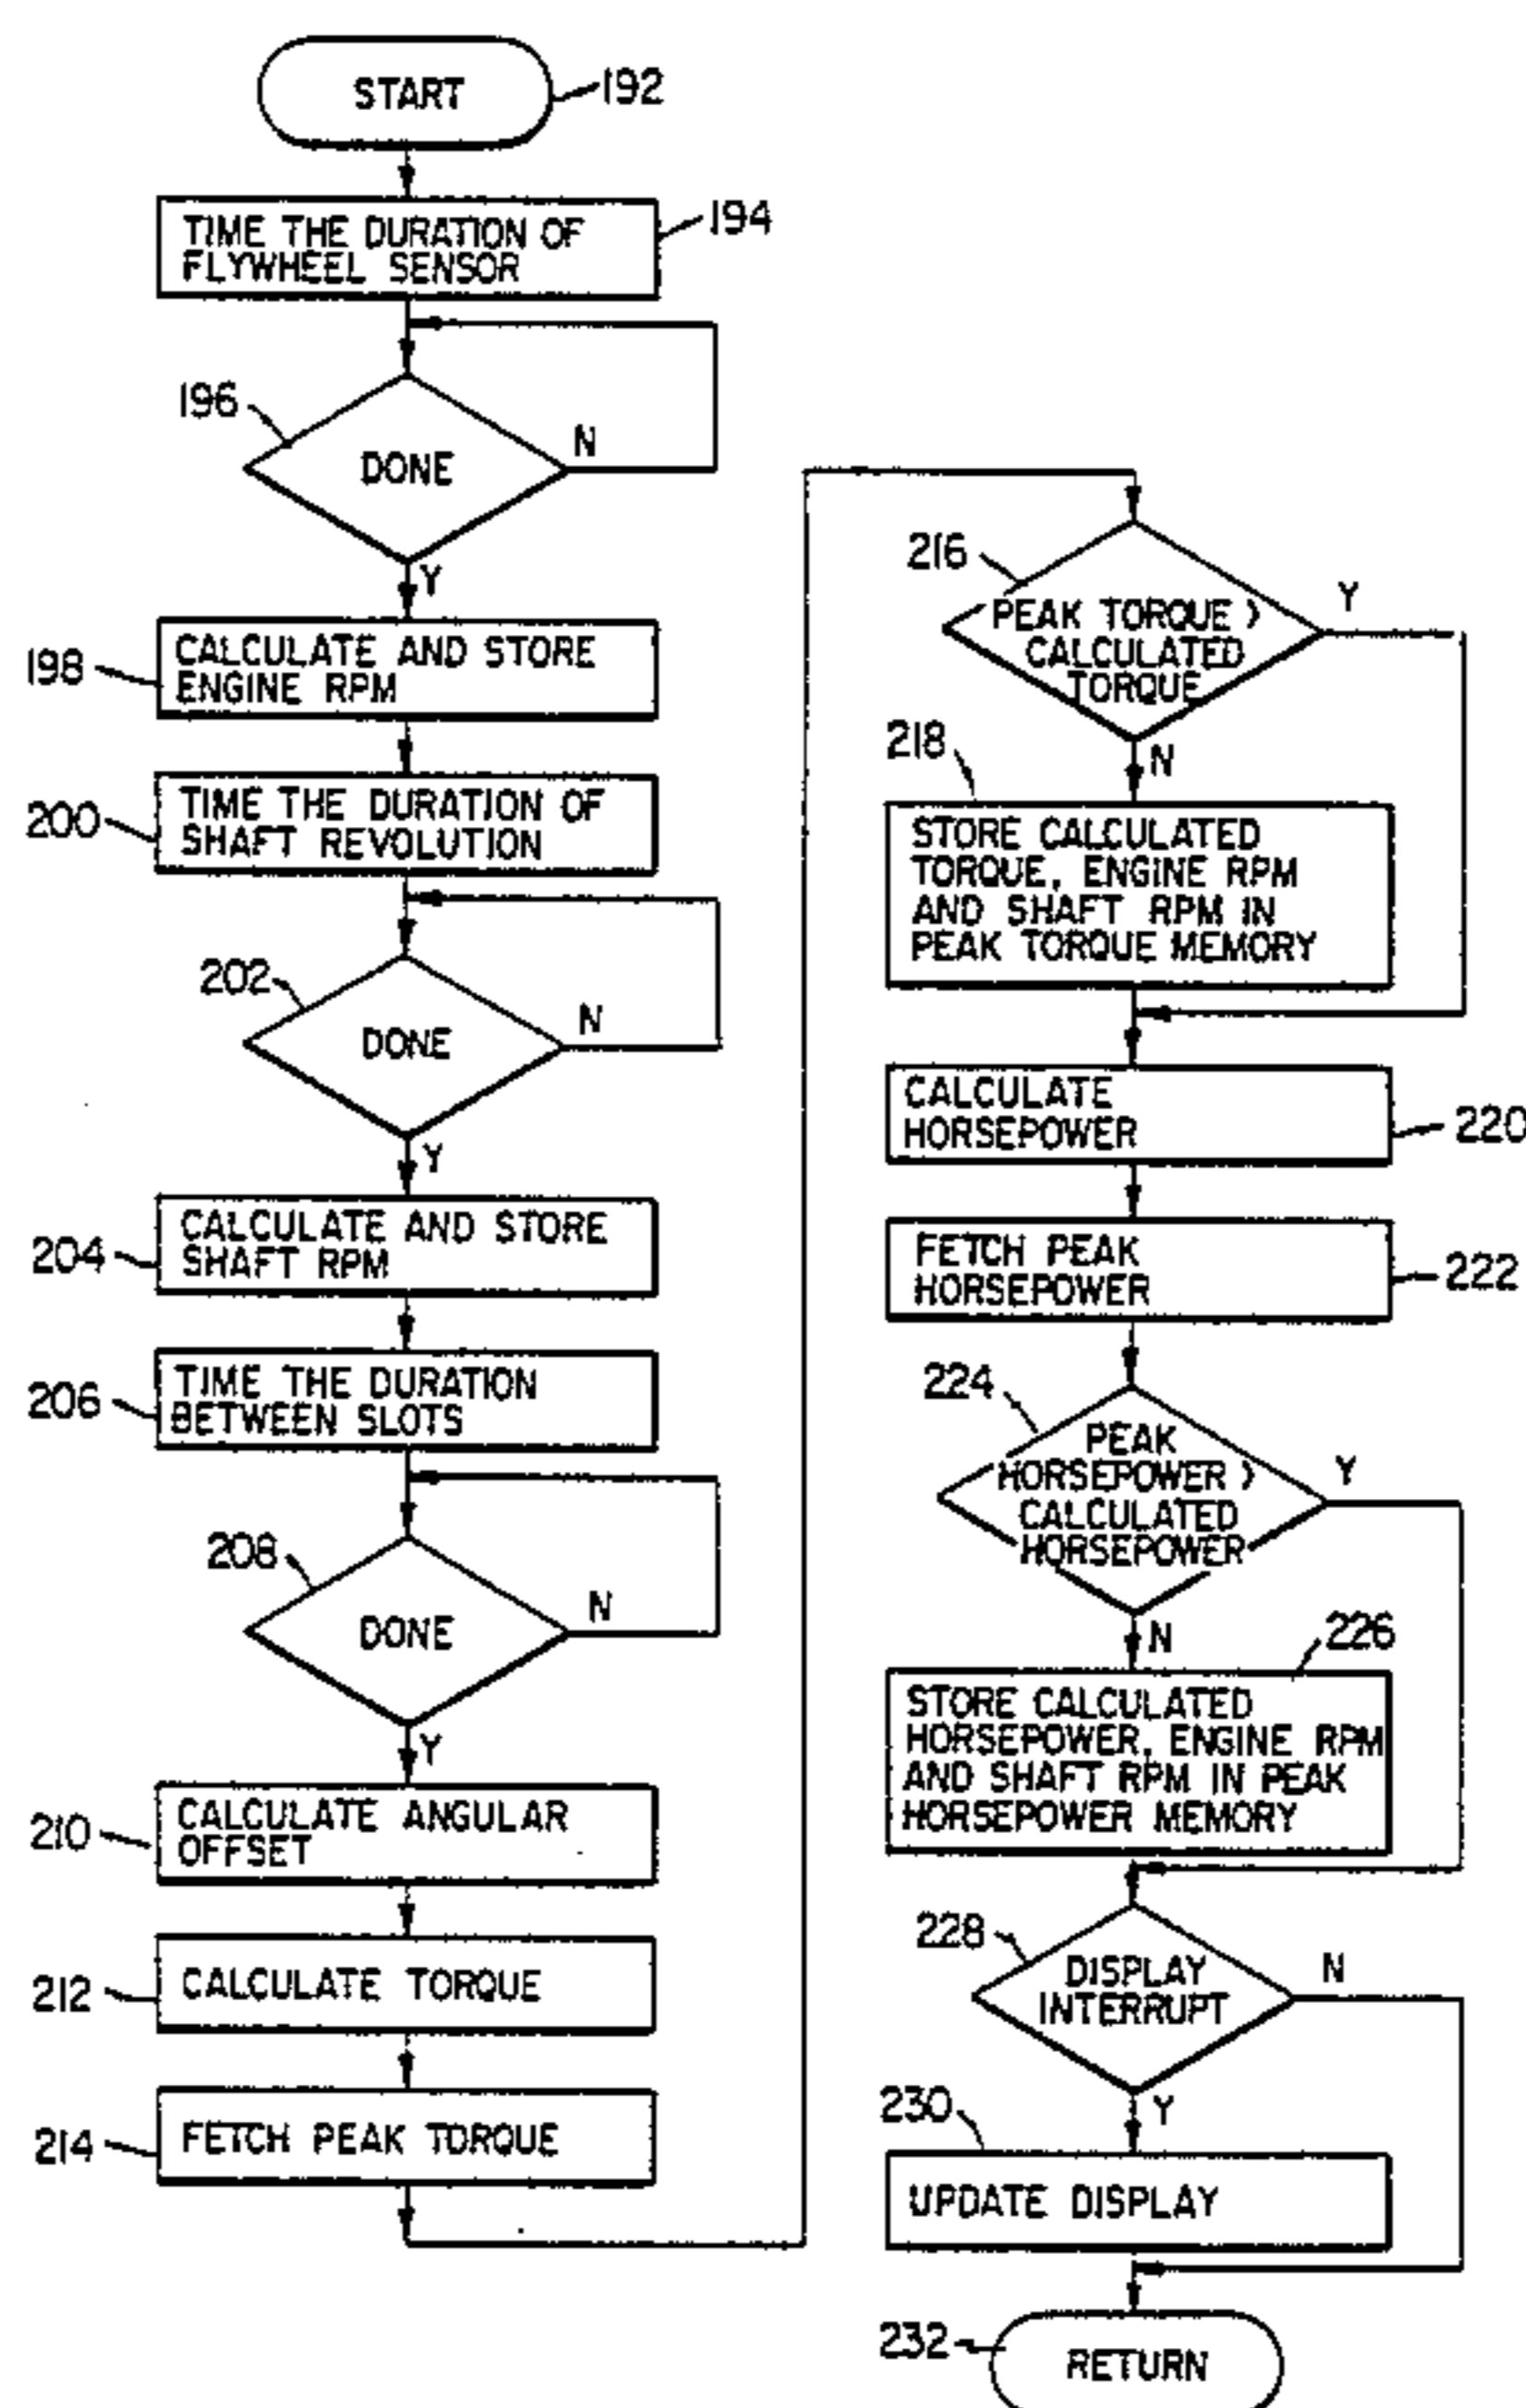 START
192
TIME THE DURATION OF
FLYWHEEL SENSOR
194
196
DONE
N
Y
198
CALCULATE AND STORE
ENGINE RPM
200
TIME THE DURATION OF
SHAFT REVOLUTION
202
DONE
N
Y
204
CALCULATE AND STORE
SHAFT RPM
206
TIME THE DURATION
BETWEEN SLOTS
208
DONE
N
Y
210
CALCULATE ANGULAR
OFFSET
212
CALCULATE TORQUE
214
FETCH PEAK TORQUE
216
PEAK TORQUE >
CALCULATED
TORQUE
Y
N
218
STORE CALCULATED
TORQUE, ENGINE RPM
AND SHAFT RPM IN
PEAK TORQUE MEMORY
CALCULATE
HORSEPOWER
220
FETCH PEAK
HORSEPOWER
222
224
PEAK
HORSEPOWER >
CALCULATED
HORSEPOWER
Y
N
226
STORE CALCULATED
HORSEPOWER, ENGINE RPM
AND SHAFT RPM IN PEAK
HORSEPOWER MEMORY
228
DISPLAY
INTERRUPT
N
Y
230
UPDATE DISPLAY
232
RETURN